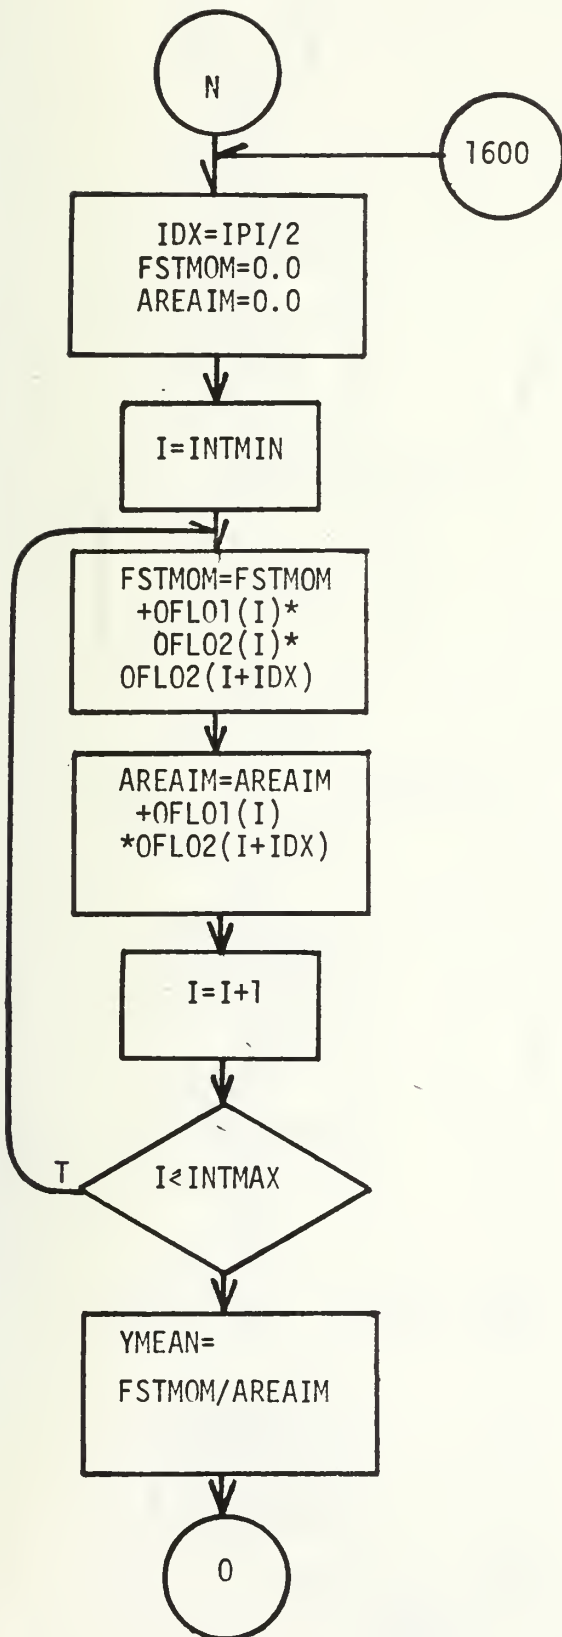 N
1600
IDX=IPI/2
FSTMOM=0.0
AREAIM=0.0
I=INTMIN
FSTMOM=FSTMOM
+OFLO1(I)*
OFLO2(I)*
OFLO2(I+IDX)
AREAIM=AREAIM
+OFLO1(I)
*OFLO2(I+IDX)
I=I+1
T
I⩽INTMAX
YMEAN=
FSTMOM/AREAIM
O